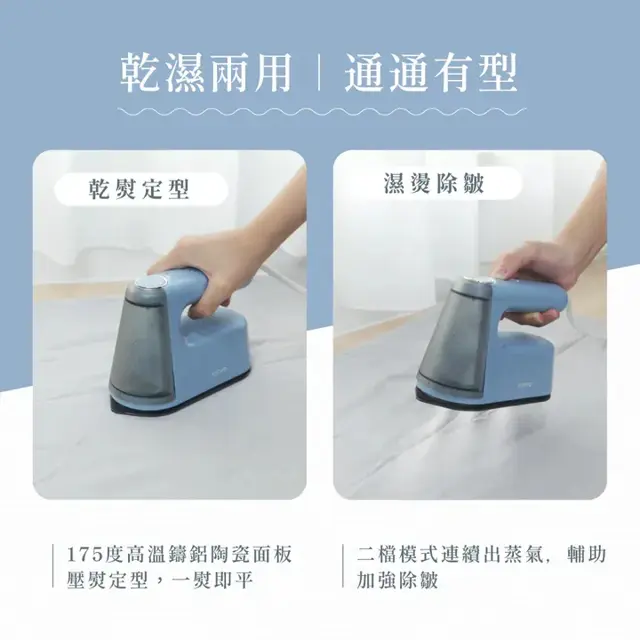 乾濕兩用｜通通有型
乾熨定型
濕燙除皺
175度高溫鑄鋁陶瓷面板
壓熨定型，一熨即平
二檔模式連續出蒸氣, 輔助
加強除皺